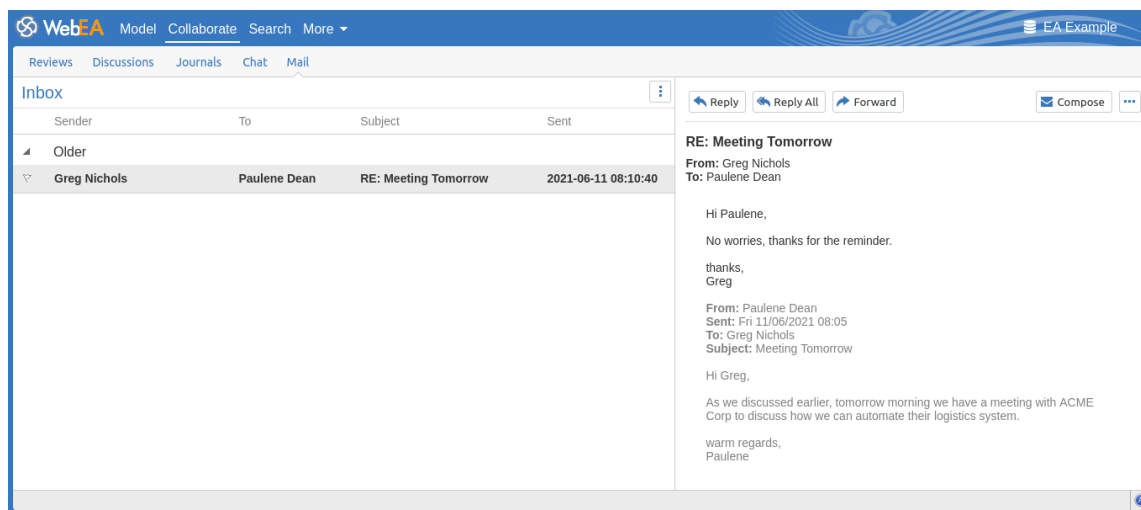 WebEA Model Collaborate Search More EA Example
Reviews Discussions Journals Chat Mail
Inbox
Sender To Subject Sent
Older
Greg Nichols Paulene Dean RE: Meeting Tomorrow 2021-06-11 08:10:40
Reply Reply All Forward Compose
RE: Meeting Tomorrow
From: Greg Nichols
To: Paulene Dean
Hi Paulene,
No worries, thanks for the reminder.
thanks,
Greg
From: Paulene Dean
Sent: Fri 11/06/2021 08:05
To: Greg Nichols
Subject: Meeting Tomorrow
Hi Greg,
As we discussed earlier, tomorrow morning we have a meeting with ACME
Corp to discuss how we can automate their logistics system.
warm regards,
Paulene